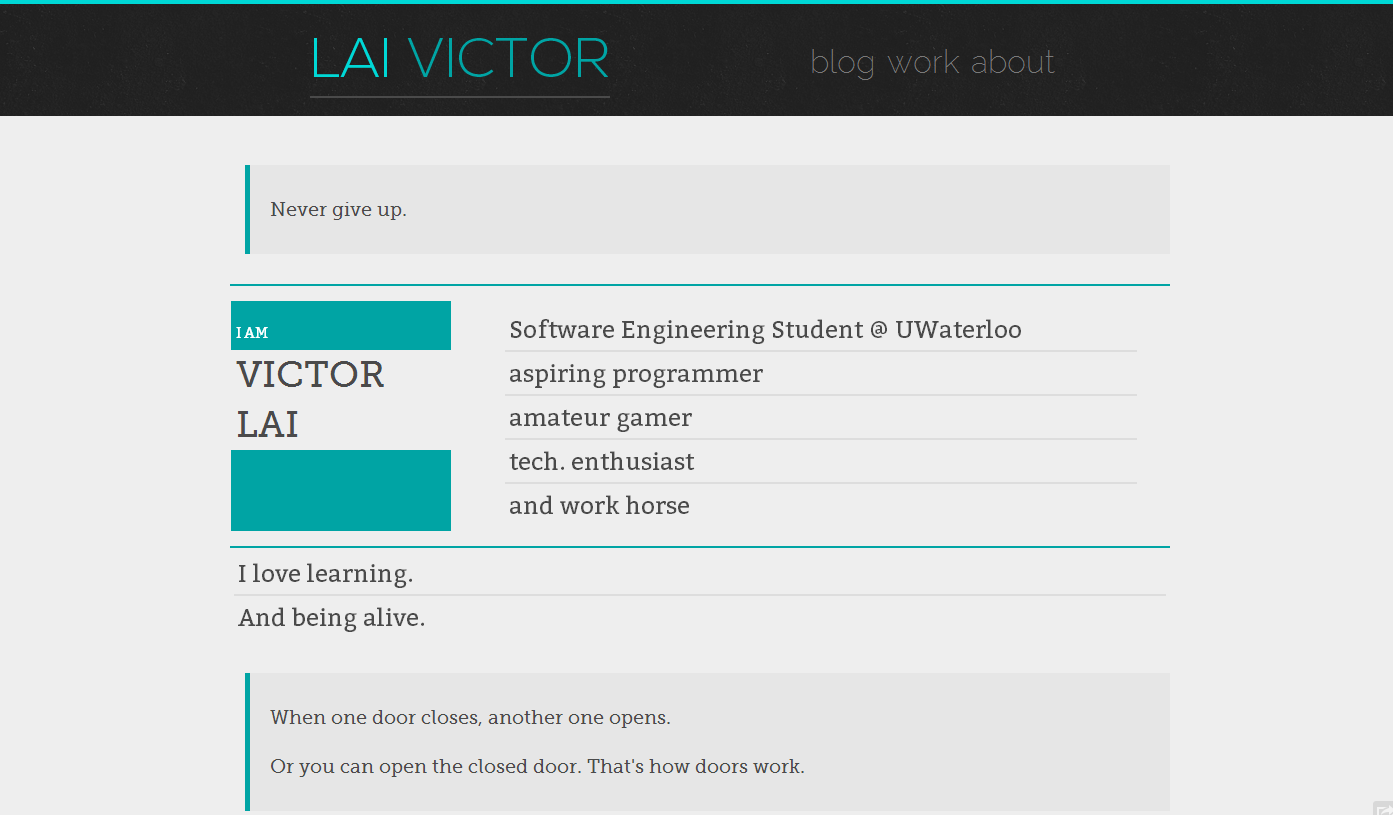 LAI VICTOR
blog work about
Never give up.
I AM
VICTOR
LAI
Software Engineering Student @ UWaterloo
aspiring programmer
amateur gamer
tech. enthusiast
and work horse
I love learning.
And being alive.
When one door closes, another one opens.
Or you can open the closed door. That's how doors work.